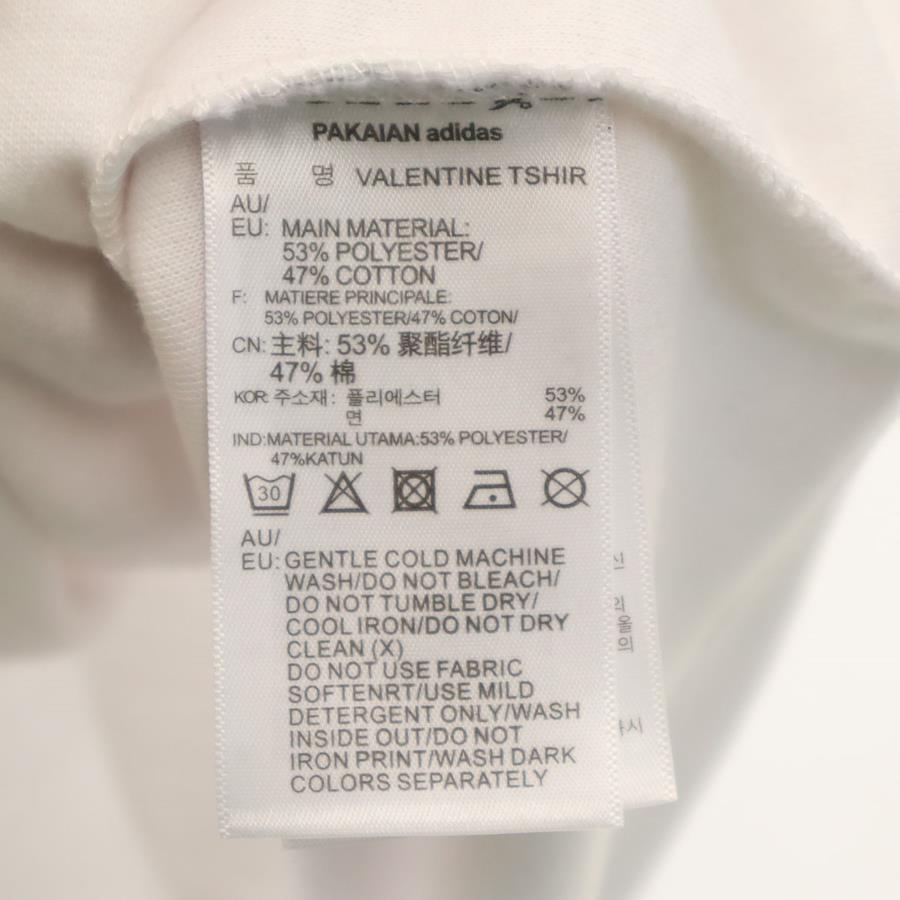 PAKAIAN adidas
품 명 VALENTINE TSHIR
AU/
EU: MAIN MATERIAL:
53% POLYESTER/
47% COTTON
F: MATIERE PRINCIPALE:
53% POLYESTER/47% COTON/
CN: 主料: 53% 聚酯纤维/
47% 棉
KOR: 주소재: 폴리에스터 53%
면 47%
IND:MATERIAL UTAMA:53% POLYESTER/
47%KATUN
30
AU/
EU: GENTLE COLD MACHINE
WASH/DO NOT BLEACH/
DO NOT TUMBLE DRY/
COOL IRON/DO NOT DRY
CLEAN (X)
DO NOT USE FABRIC
SOFTENRT/USE MILD
DETERGENT ONLY/WASH
INSIDE OUT/DO NOT
IRON PRINT/WASH DARK
COLORS SEPARATELY